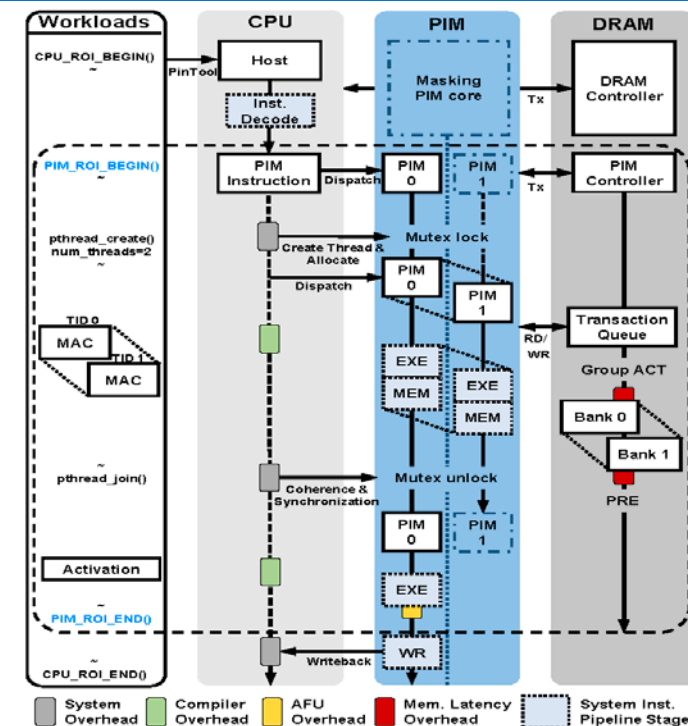 Workloads
CPU
PIM
DRAM
CPU_ROI_BEGIN()
~
PinTool
Host
Inst.
Decode
Masking
PIM core
Tx
DRAM
Controller
PIM_ROI_BEGIN()
~
PIM
Instruction
Dispatch
PIM
0
PIM
1
Tx
PIM
Controller
pthread_create()
num_threads=2
~
Create Thread &
Allocate
Mutex lock
Dispatch
PIM
0
PIM
1
TID 0
MAC
TID 1
MAC
EXE
MEM
EXE
MEM
RD/
WR
Transaction
Queue
Group ACT
Bank 0
Bank 1
PRE
~
pthread_join()
Coherence &
Synchronization
Mutex unlock
PIM
0
PIM
1
Activation
EXE
~
PIM_ROI_END()
~
CPU_ROI_END()
Writeback
WR
System
Overhead
Compiler
Overhead
AFU
Overhead
Mem. Latency
Overhead
System Inst.
Pipeline Stage